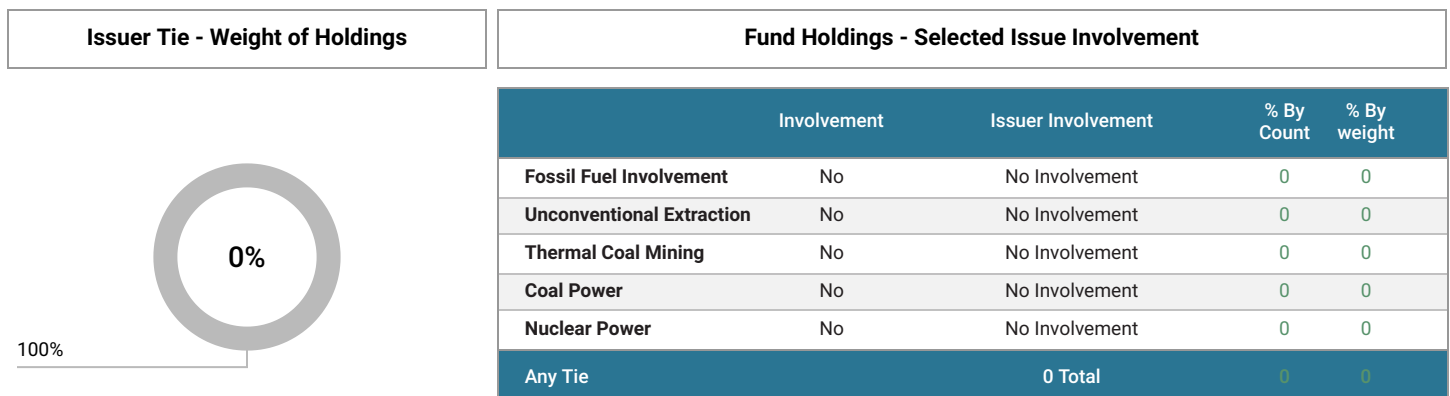 Issuer Tie - Weight of Holdings
0%
100%
Fund Holdings - Selected Issue Involvement
Involvement Issuer Involvement % By Count % By weight
Fossil Fuel Involvement No No Involvement 0 0
Unconventional Extraction No No Involvement 0 0
Thermal Coal Mining No No Involvement 0 0
Coal Power No No Involvement 0 0
Nuclear Power No No Involvement 0 0
Any Tie 0 Total 0 0